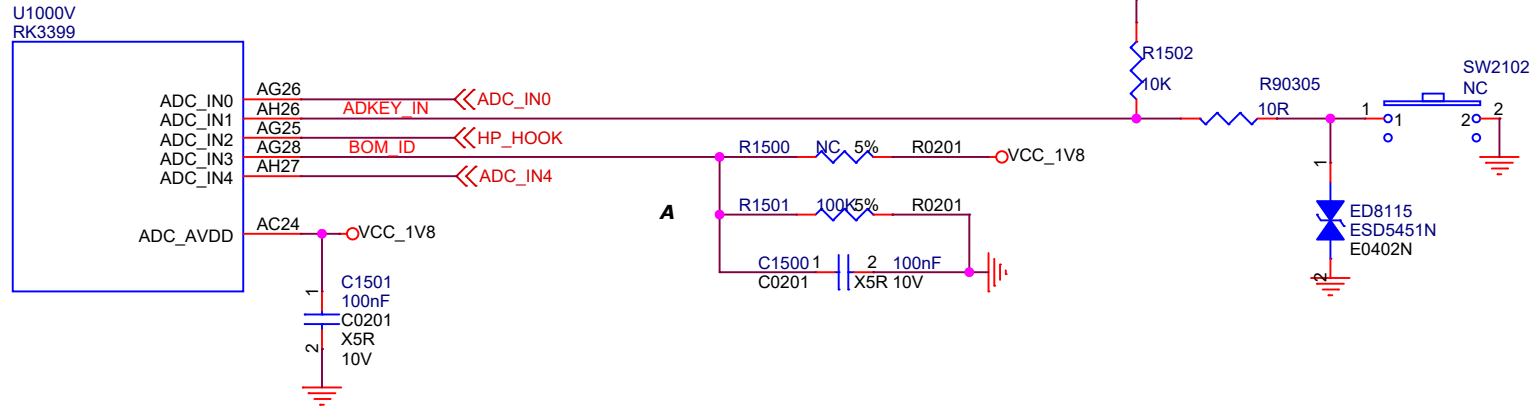 U1000V
RK3399
ADC_IN0
ADC_IN1
ADC_IN2
ADC_IN3
ADC_IN4
ADC_AVDD
AG26
AH26
AG25
AG28
AH27
AC24
ADKEY_IN
BOM_ID
ADC_IN0
HP_HOOK
ADC_IN4
VCC_1V8
1
C1501
100nF
C0201
X5R
10V
2
A
R1500 NC 5% R0201 VCC_1V8
R1501 100K 5% R0201
C1500 1 2 100nF
C0201 X5R 10V
R1502
10K
R90305
10R
SW2102
NC
1 1 2 2
1
ED8115
ESD5451N
E0402N
2